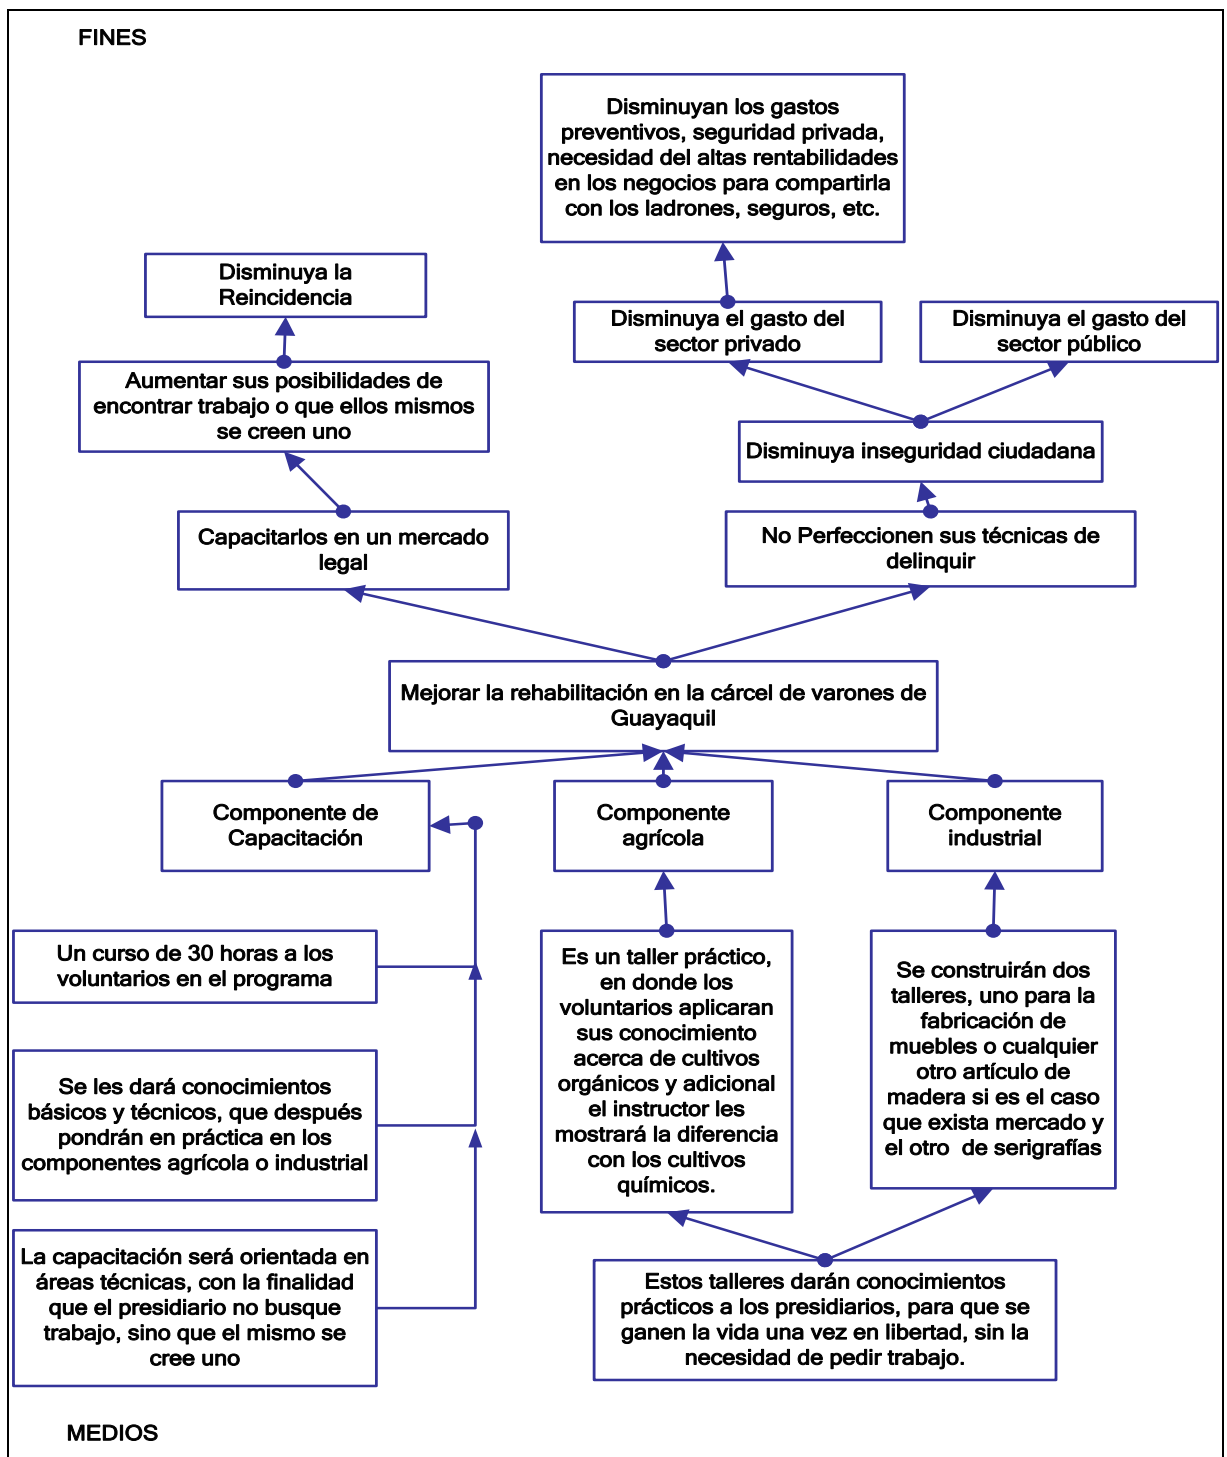 FINES
Disminuyan los gastos
preventivos, seguridad privada,
necesidad del altas rentabilidades
en los negocios para compartirla
con los ladrones, seguros, etc.
Disminuya la
Reincidencia
Disminuya el gasto del
sector privado
Disminuya el gasto del
sector público
Aumentar sus posibilidades de
encontrar trabajo o que ellos mismos
se creen uno
Disminuya inseguridad ciudadana
Capacitarlos en un mercado
legal
No Perfeccionen sus técnicas de
delinquir
Mejorar la rehabilitación en la cárcel de varones de
Guayaquil
Componente de
Capacitación
Componente
agrícola
Componente
industrial
Un curso de 30 horas a los
voluntarios en el programa
Se les dará conocimientos
básicos y técnicos, que después
pondrán en práctica en los
componentes agrícola o industrial
La capacitación será orientada en
áreas técnicas, con la finalidad
que el presidiario no busque
trabajo, sino que el mismo se
cree uno
Es un taller práctico,
en donde los
voluntarios aplicaran
sus conocimiento
acerca de cultivos
orgánicos y adicional
el instructor les
mostrará la diferencia
con los cultivos
químicos.
Se construirán dos
talleres, uno para la
fabricación de
muebles o cualquier
otro artículo de
madera si es el caso
que exista mercado y
el otro  de serigrafías
Estos talleres darán conocimientos
prácticos a los presidiarios, para que se
ganen la vida una vez en libertad, sin la
necesidad de pedir trabajo.
MEDIOS